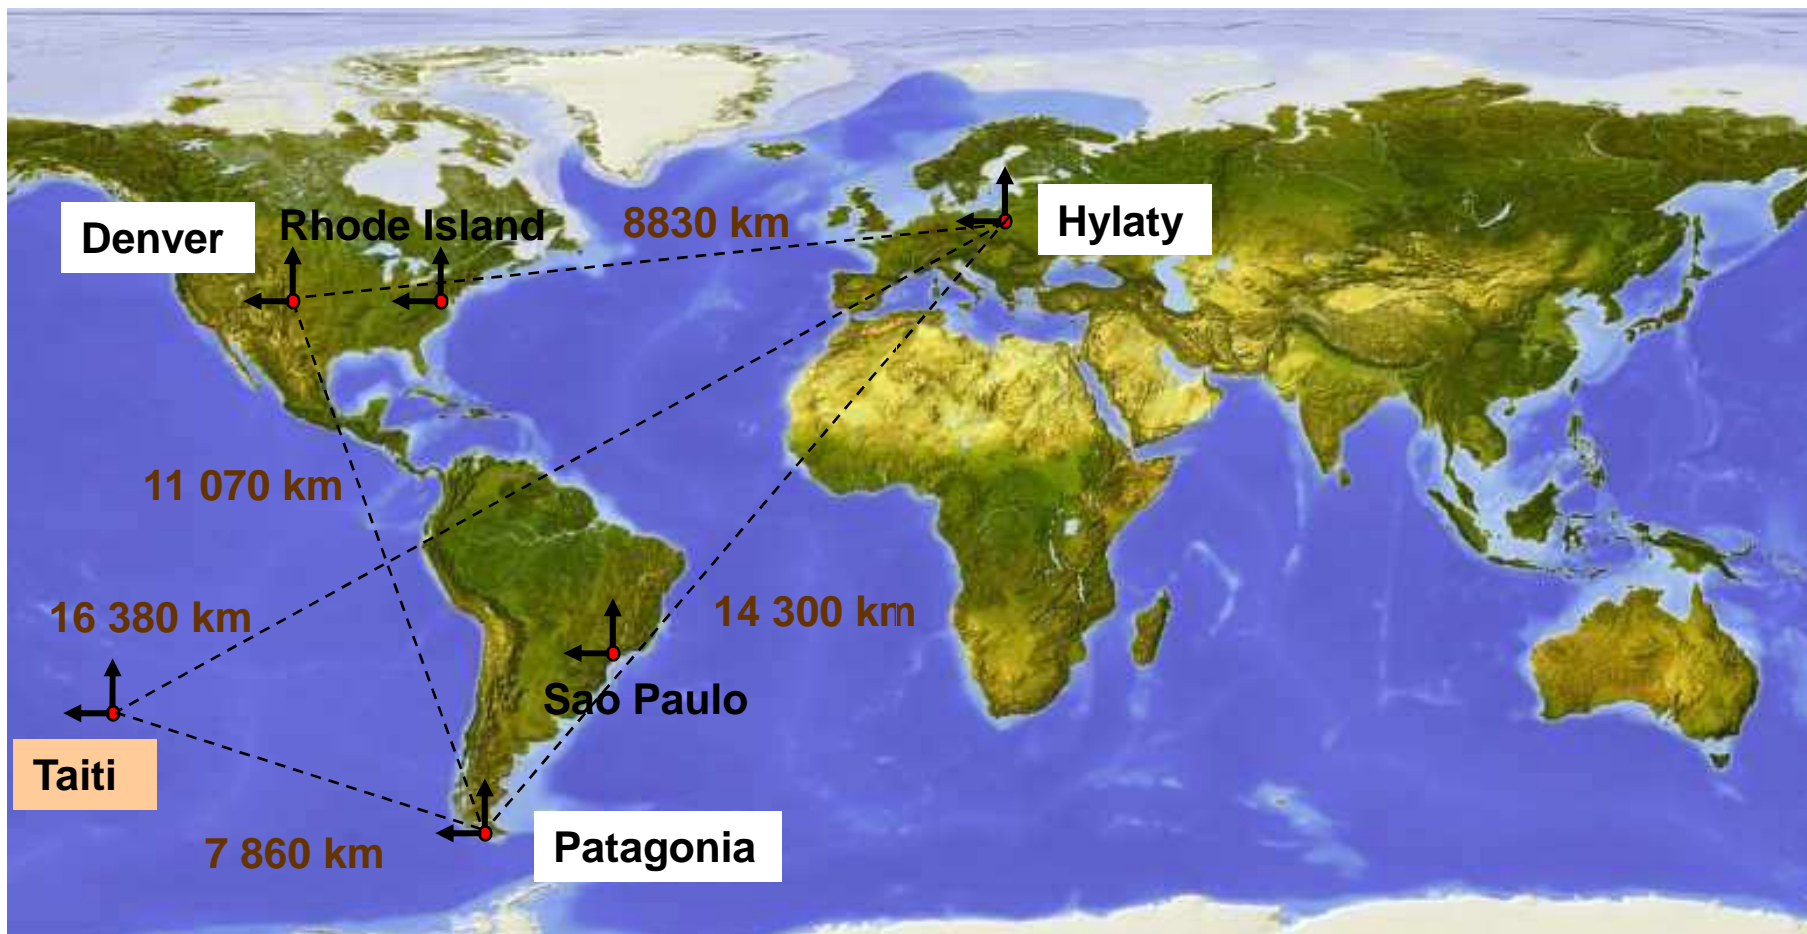 Rhode Island
8830 km
Hylaty
Denver
11 070 km
16 380 km
14 300 km
Sao Paulo
Taiti
7 860 km
Patagonia